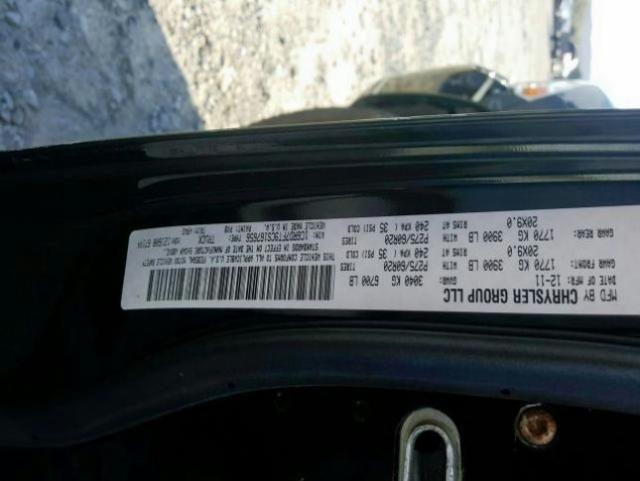 MFD BY CHRYSLER GROUP LLC
DATE OF MFR: 12-11 GVWR: 3040 KG 6700 LB
GAWR FRONT: 1770 KG 3900 LB WITH P275/60R20 TIRES
20X9.0 RIMS AT 240 KPA ( 35 PSI) COLD
GAWR REAR: 1770 KG 3900 LB WITH P275/60R20 TIRES
20X9.0 RIMS AT 240 KPA ( 35 PSI) COLD
THIS VEHICLE CONFORMS TO ALL APPLICABLE U.S.A. FEDERAL MOTOR VEHICLE SAFETY
STANDARDS IN EFFECT ON THE DATE OF MANUFACTURE SHOWN ABOVE.
VIN: TYPE: TRUCK
VEHICLE MADE IN U.S.A. PAINT: TRIM:
MDH: